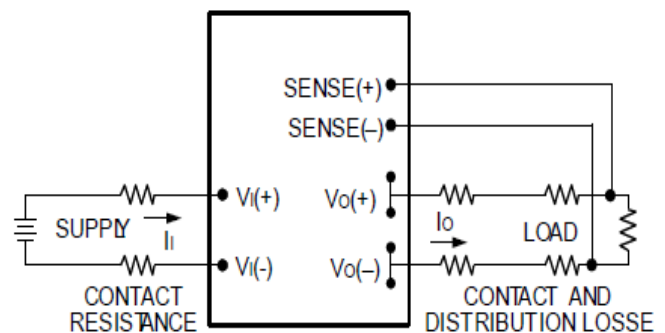 SENSE(+)
SENSE(–)
VI(+)
VO(+)
IO
SUPPLY
II
LOAD
VI(-)
VO(–)
CONTACT
RESISTANCE
CONTACT AND
DISTRIBUTION LOSSE